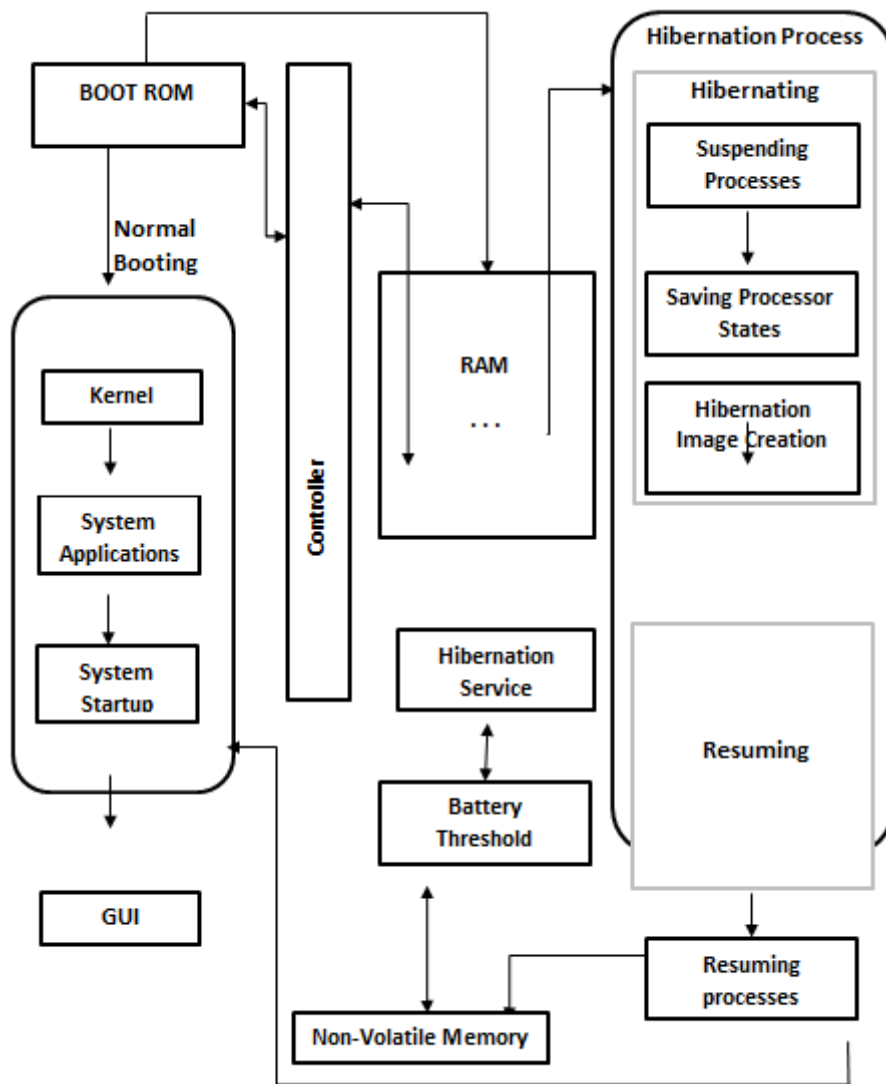 Hibernation Process
BOOT ROM
Hibernating
Suspending
Processes
Normal
Booting
Saving Processor
States
RAM
...
Kernel
Hibernation
Image Creation
Controller
System
Applications
Hibernation
Service
System
Startup
Resuming
Battery
Threshold
GUI
Resuming
processes
Non-Volatile Memory